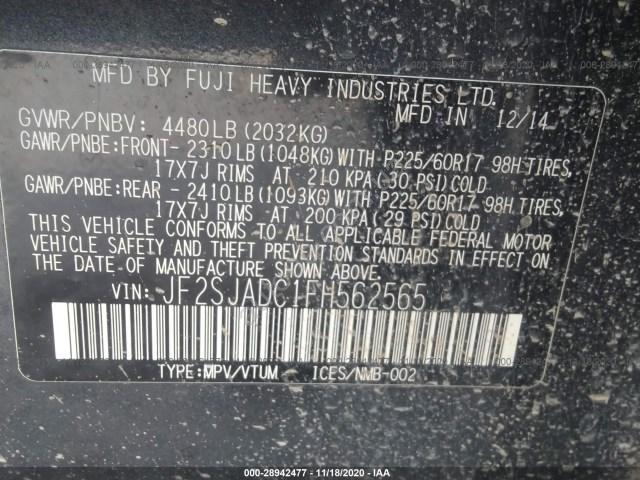 MFD BY FUJI HEAVY INDUSTRIES LTD.
MFD IN 12/14
GVWR/PNBV: 4480LB(2032KG)
GAWR/PNBE:FRONT- 2310LB(1048KG)WITH P225/60R17 98H TIRES,
17X7J RIMS AT 210 KPA(30 PSI)COLD
GAWR/PNBE:REAR - 2410LB(1093KG)WITH P225/60R17 98H TIRES,
17X7J RIMS AT 200 KPA(29 PSI)COLD
THIS VEHICLE CONFORMS TO ALL APPLICABLE FEDERAL MOTOR
VEHICLE SAFETY AND THEFT PREVENTION STANDARDS IN EFFECT ON
THE DATE OF MANUFACTURE SHOWN ABOVE.
VIN: JF2SJADC1FH562565
TYPE:MPV/VTUM ICES/NMB-002
000-28942477 - 11/18/2020 - IAA